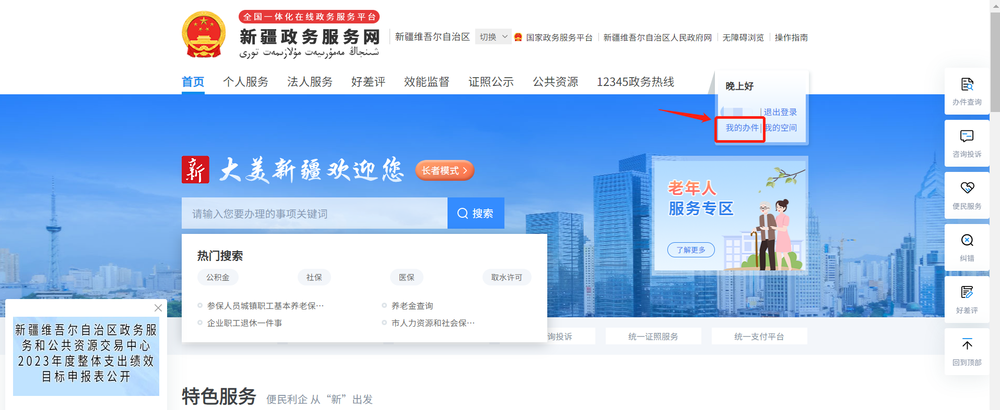 全国一体化在线政务服务平台
新疆政务服务网
شىنجاڭ مەمۇرىيەت مۇلازىمەت تورى
新疆维吾尔自治区 切换 国家政务服务平台 新疆维吾尔自治区人民政府网 无障碍浏览 操作指南
首页 个人服务 法人服务 好差评 效能监督 证照公示 公共资源 12345政务热线
晚上好
退出登录
我的办件 我的空间
新 大美新疆欢迎您 长者模式
请输入您要办理的事项关键词 搜索
热门搜索
公积金 社保 医保 取水许可
参保人员城镇职工基本养老保… 养老金查询
企业职工退休一件事 市人力资源和社会保…
老年人
服务专区
了解更多
询投诉 统一证照服务 统一支付平台
办件查询
咨询投诉
便民服务
纠错
好差评
回到顶部
新疆维吾尔自治区政务服
务和公共资源交易中心
2023年度整体支出绩效
目标申报表公开
特色服务 便民利企 从“新”出发